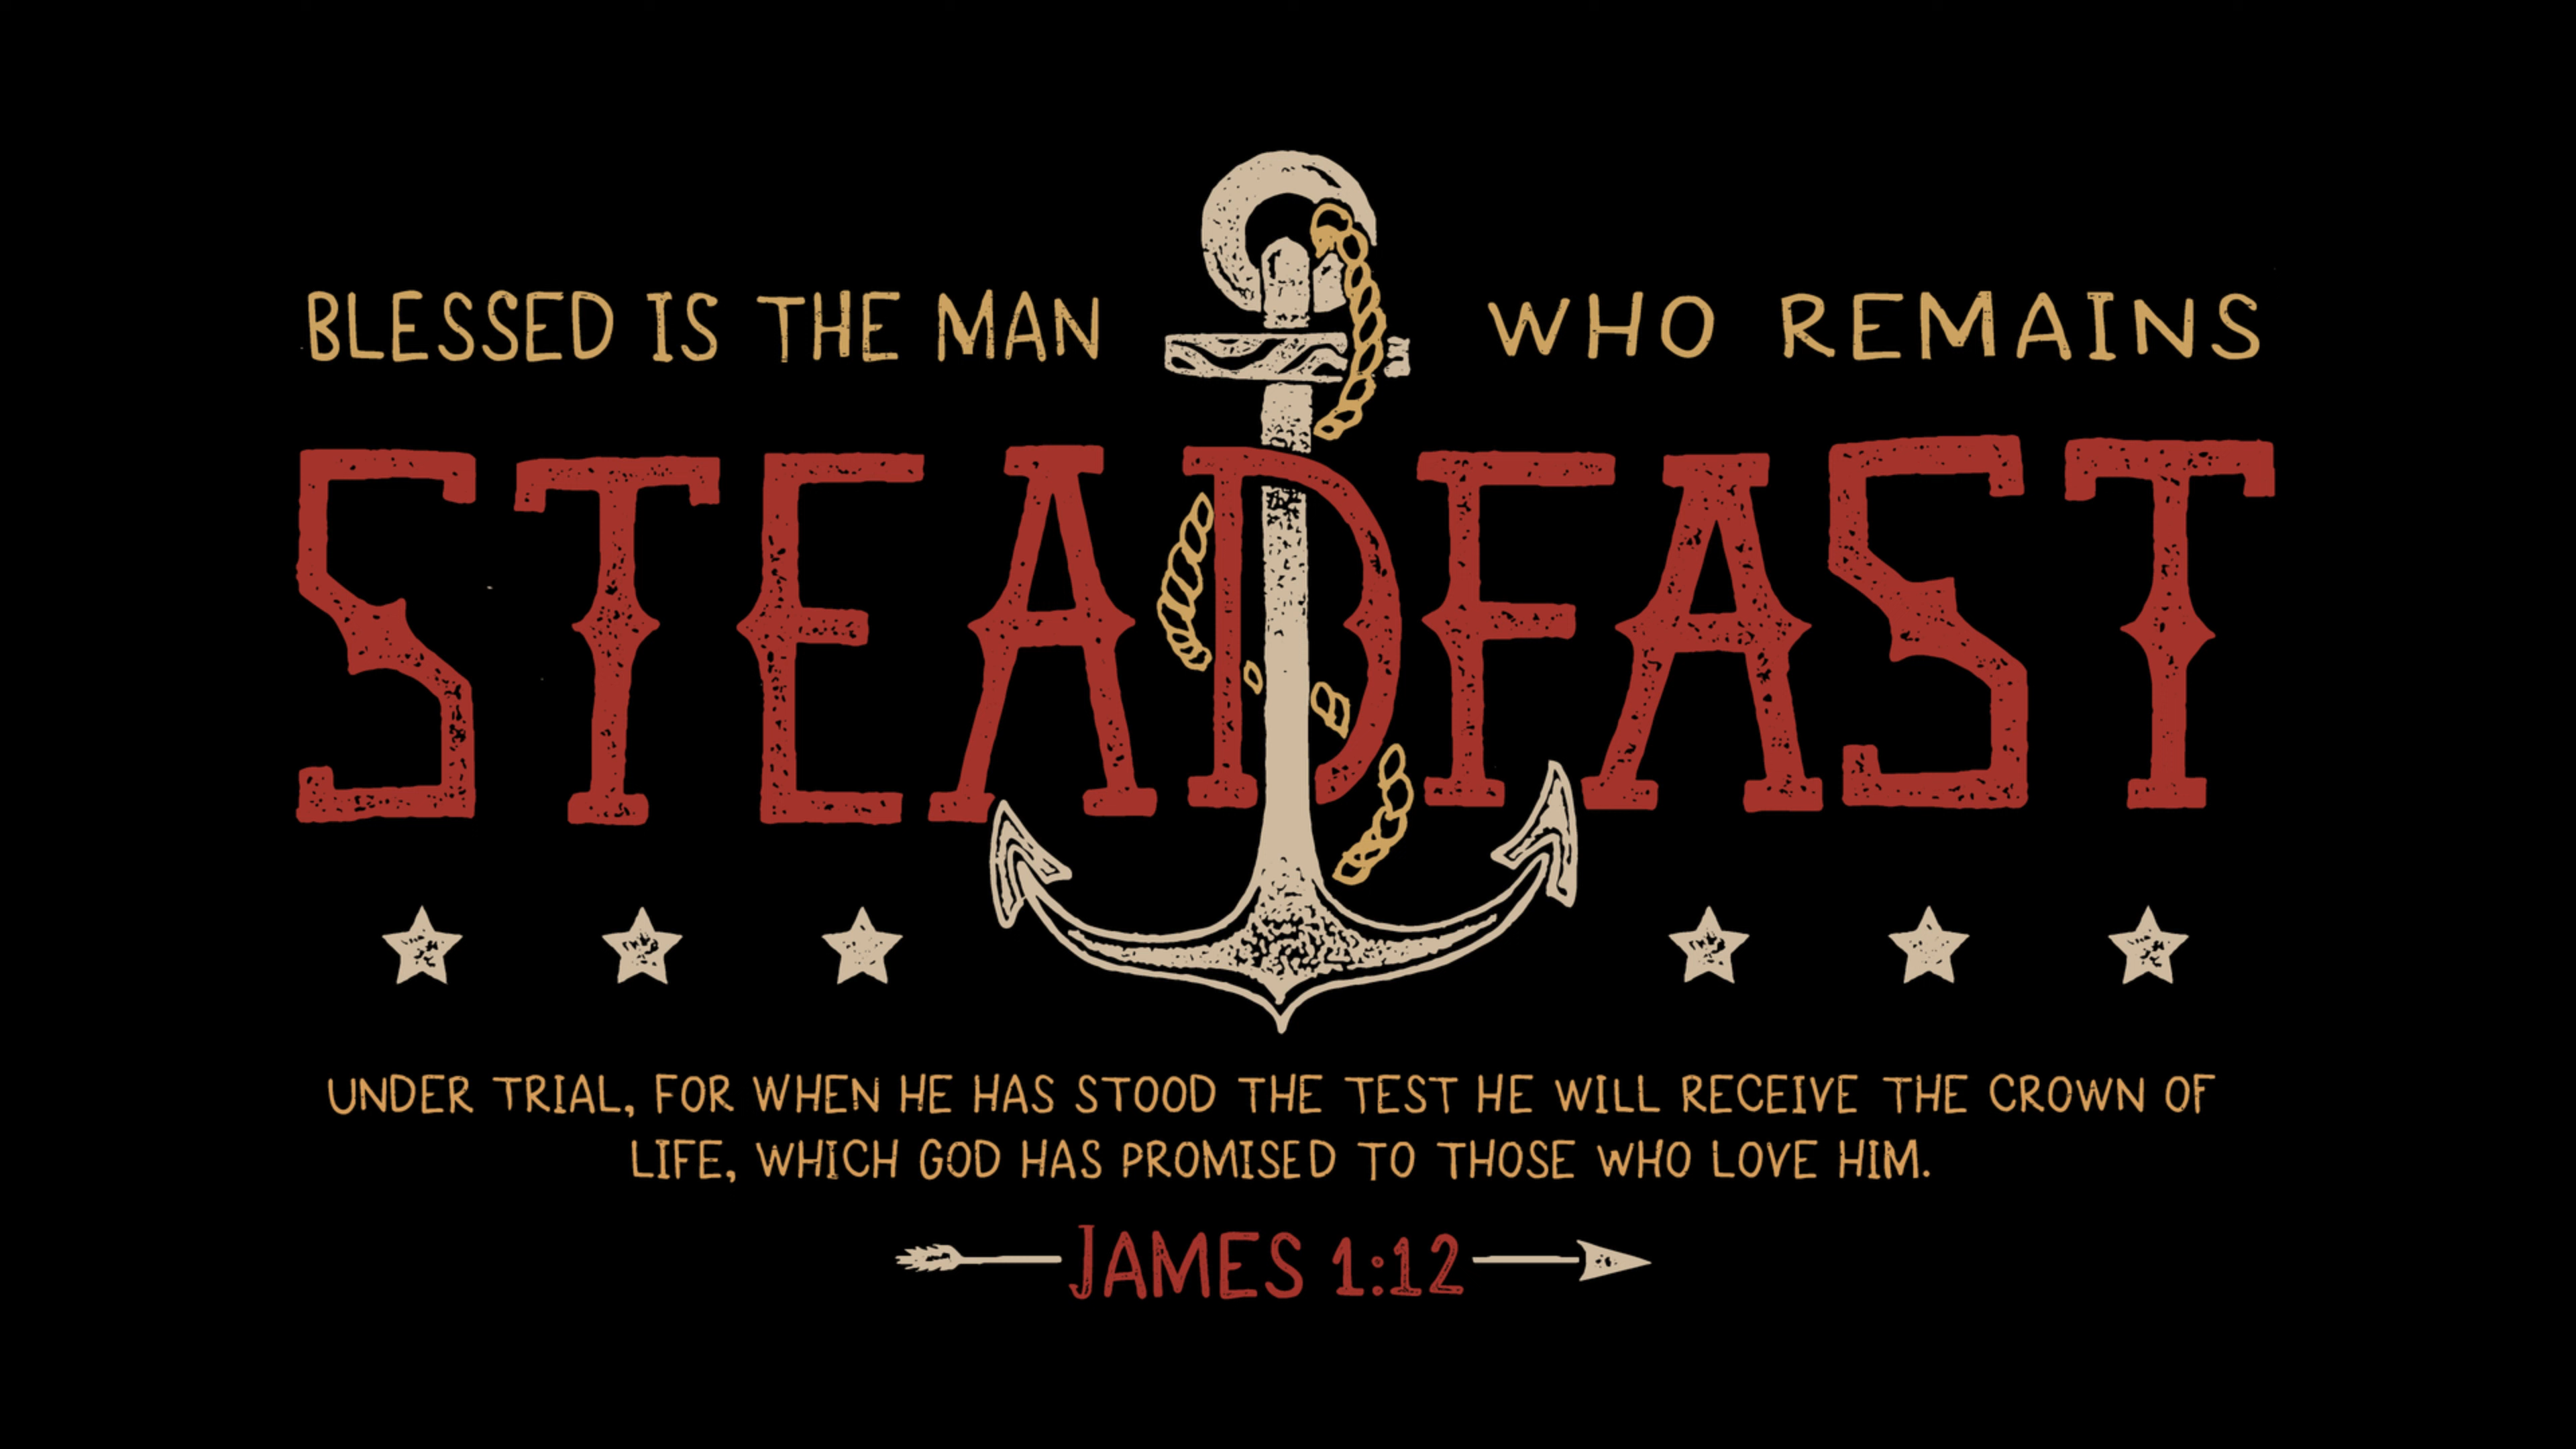 BLESSED IS THE MAN WHO REMAINS
STEADFAST
UNDER TRIAL, FOR WHEN HE HAS STOOD THE TEST HE WILL RECEIVE THE CROWN OF
LIFE, WHICH GOD HAS PROMISED TO THOSE WHO LOVE HIM.
JAMES 1:12